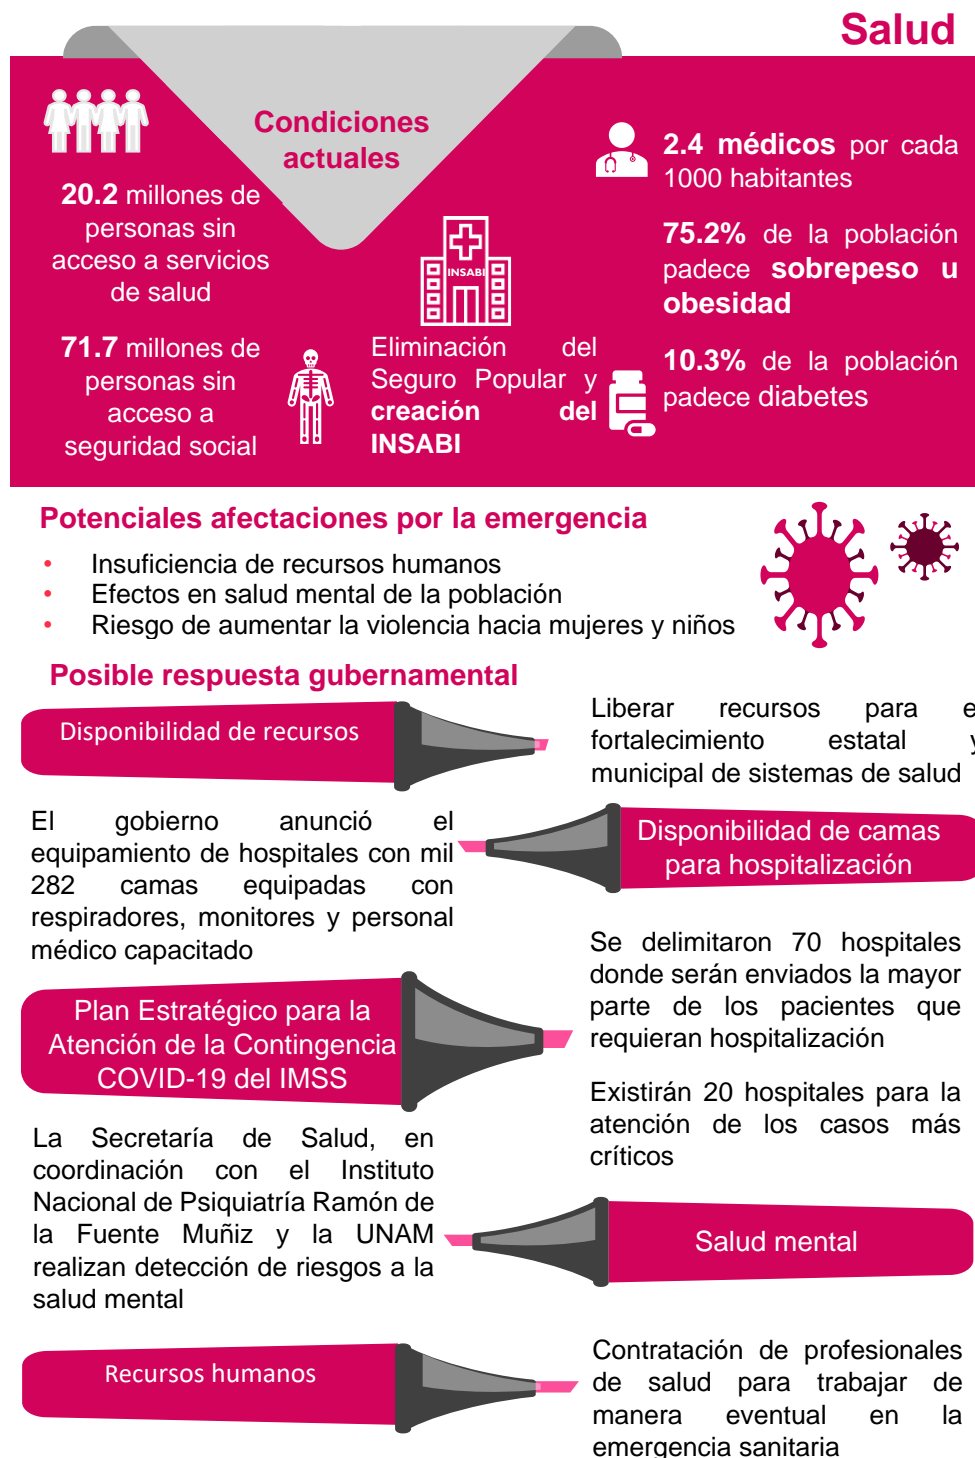 Salud
Condiciones
actuales
20.2 millones de
personas sin
acceso a servicios
de salud
71.7 millones de
personas sin
acceso a
seguridad social
INSABI
Eliminación del
Seguro Popular y
creación del
INSABI
2.4 médicos por cada
1000 habitantes
75.2% de la población
padece sobrepeso u
obesidad
10.3% de la población
padece diabetes
Potenciales afectaciones por la emergencia
• Insuficiencia de recursos humanos
• Efectos en salud mental de la población
• Riesgo de aumentar la violencia hacia mujeres y niños
Posible respuesta gubernamental
Disponibilidad de recursos
Liberar recursos para el
fortalecimiento estatal y
municipal de sistemas de salud
Disponibilidad de camas
para hospitalización
El gobierno anunció el
equipamiento de hospitales con mil
282 camas equipadas con
respiradores, monitores y personal
médico capacitado
Plan Estratégico para la
Atención de la Contingencia
COVID-19 del IMSS
Se delimitaron 70 hospitales
donde serán enviados la mayor
parte de los pacientes que
requieran hospitalización
Existirán 20 hospitales para la
atención de los casos más
críticos
La Secretaría de Salud, en
coordinación con el Instituto
Nacional de Psiquiatría Ramón de
la Fuente Muñiz y la UNAM
realizan detección de riesgos a la
salud mental
Salud mental
Recursos humanos
Contratación de profesionales
de salud para trabajar de
manera eventual en la
emergencia sanitaria